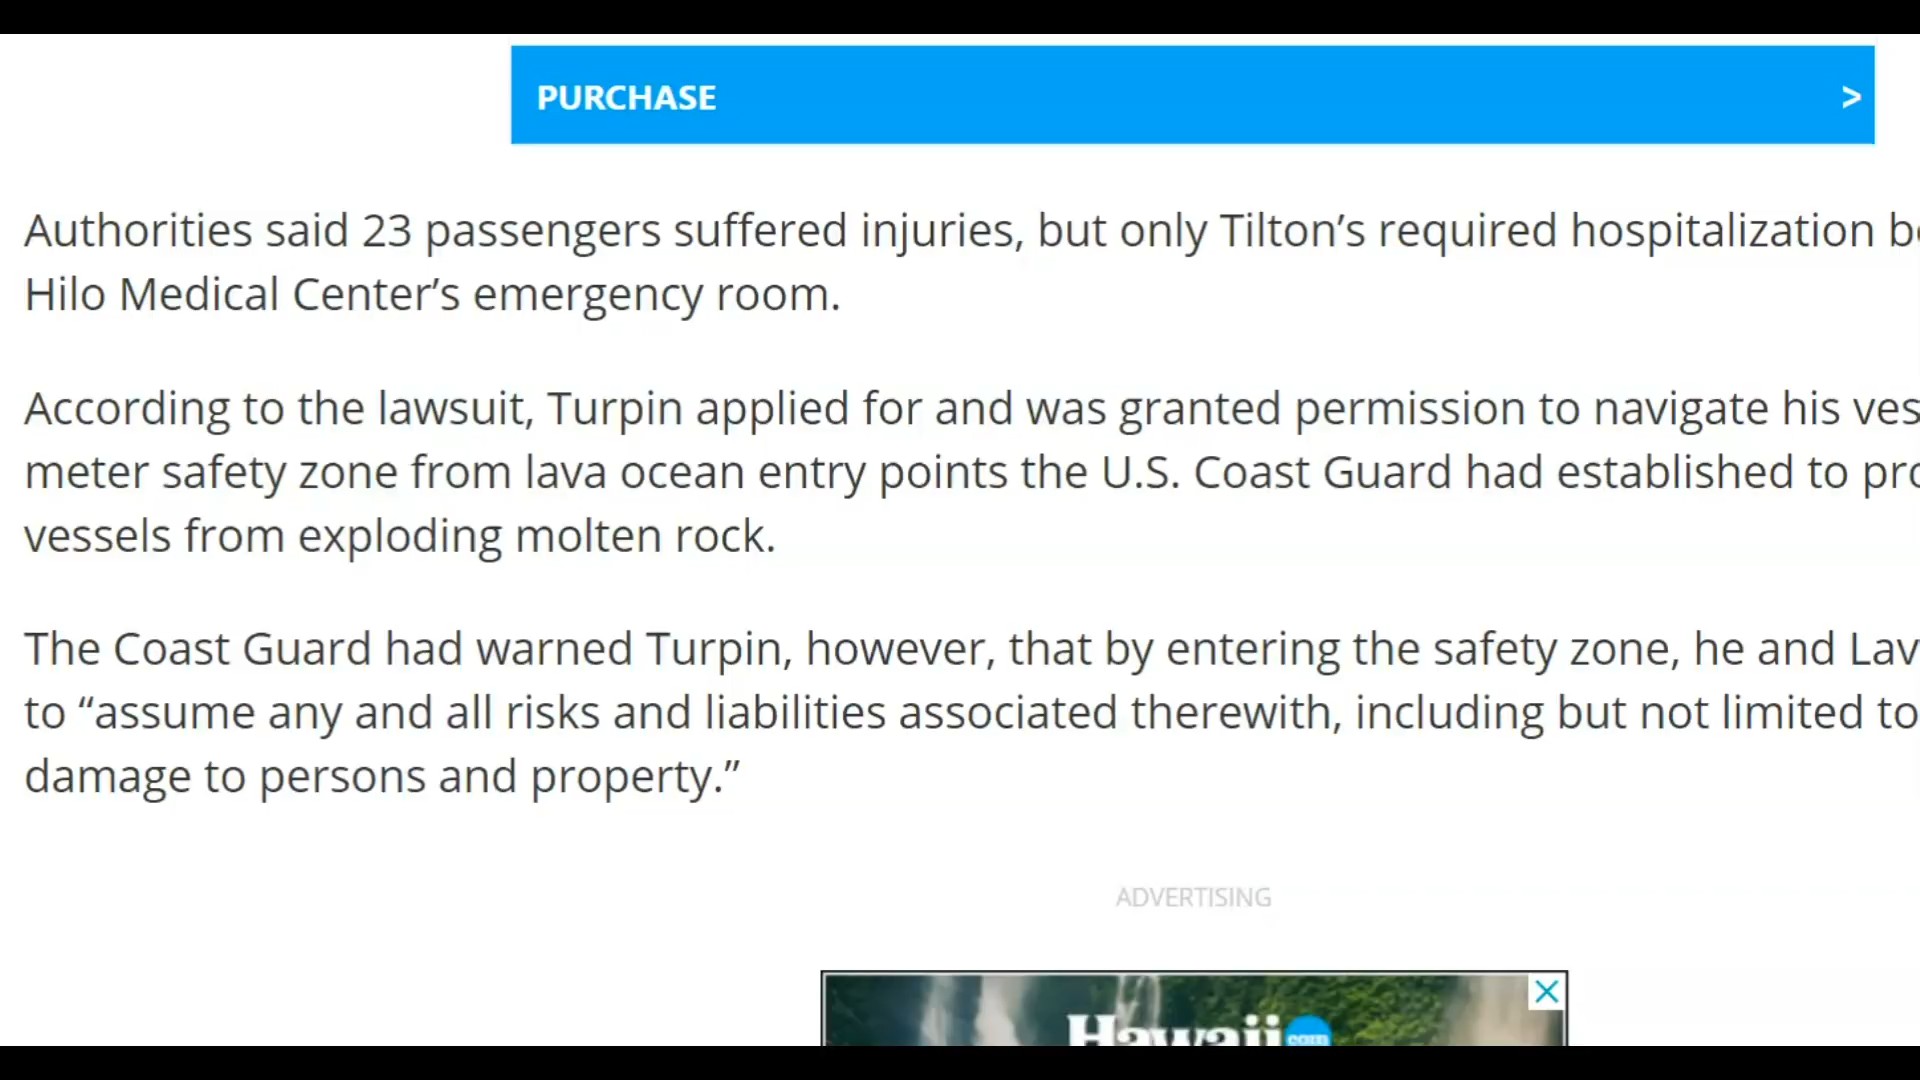 PURCHASE >
Authorities said 23 passengers suffered injuries, but only Tilton’s required hospitalization
Hilo Medical Center’s emergency room.
According to the lawsuit, Turpin applied for and was granted permission to navigate his
meter safety zone from lava ocean entry points the U.S. Coast Guard had established to
vessels from exploding molten rock.
The Coast Guard had warned Turpin, however, that by entering the safety zone, he and
to “assume any and all risks and liabilities associated therewith, including but not limited to
damage to persons and property.”
ADVERTISING
Hawaii.com